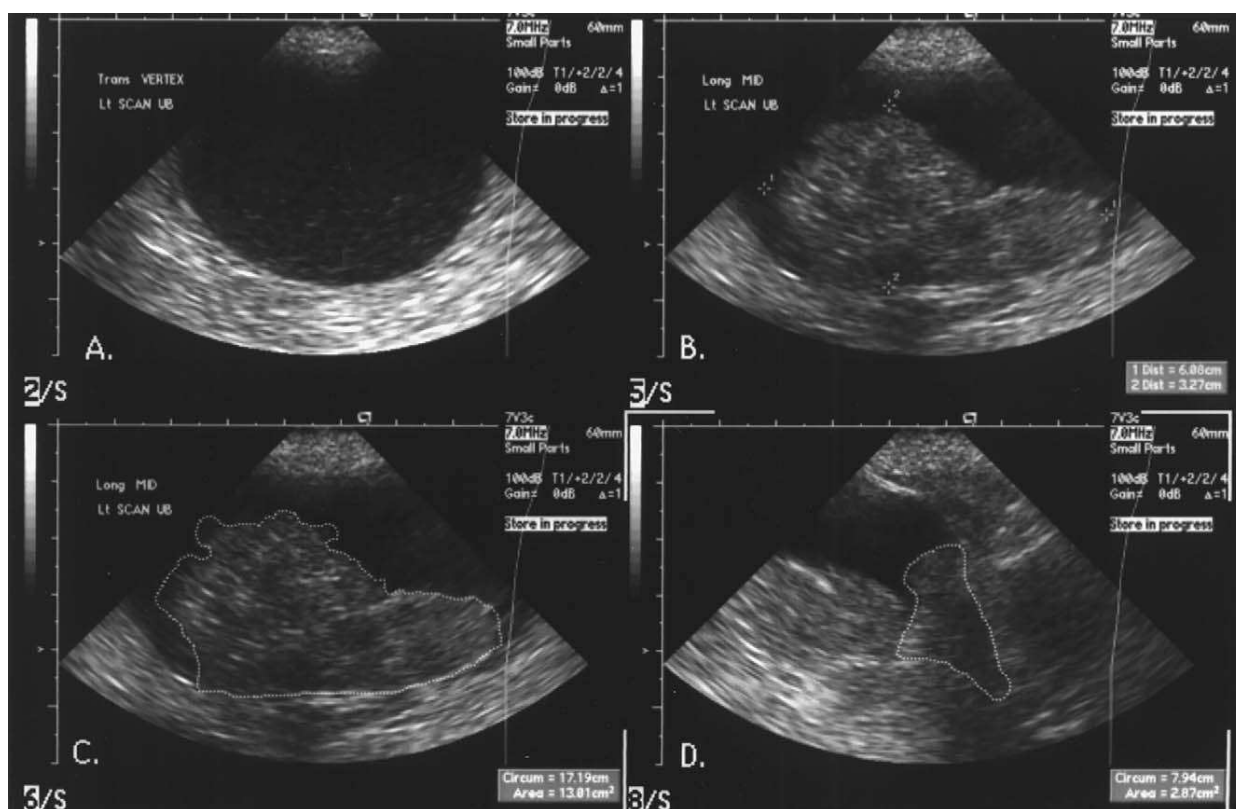 7V3c
7.0MHz 60mm
Small Parts
100dB T1/+2/2/4
Gain= 0dB Δ=1
Store in progress
Trans VERTEX
Lt SCAN UB
A.
2/S
7V3c
7.0MHz 60mm
Small Parts
100dB T1/+2/2/4
Gain= 0dB Δ=1
Store in progress
Long MID
Lt SCAN UB
B.
1 Dist = 6.08cm
2 Dist = 3.27cm
5/S
7V3c
7.0MHz 60mm
Small Parts
100dB T1/+2/2/4
Gain= 0dB Δ=1
Store in progress
Long MID
Lt SCAN UB
C.
Circum = 17.19cm
Area = 13.01cm²
6/S
7V3c
7.0MHz 60mm
Small Parts
100dB T1/+2/2/4
Gain= 0dB Δ=1
Store in progress
D.
Circum = 7.94cm
Area = 2.87cm²
8/S